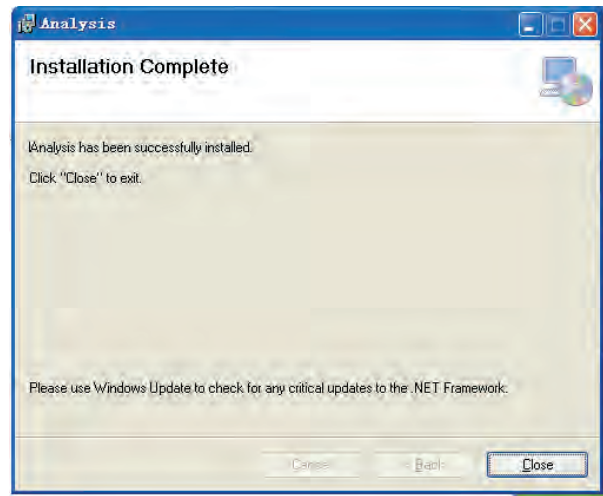 Analysis
Installation Complete
Analysis has been successfully installed.
Click "Close" to exit.
Please use Windows Update to check for any critical updates to the .NET Framework.
Cancel
< Back
Close